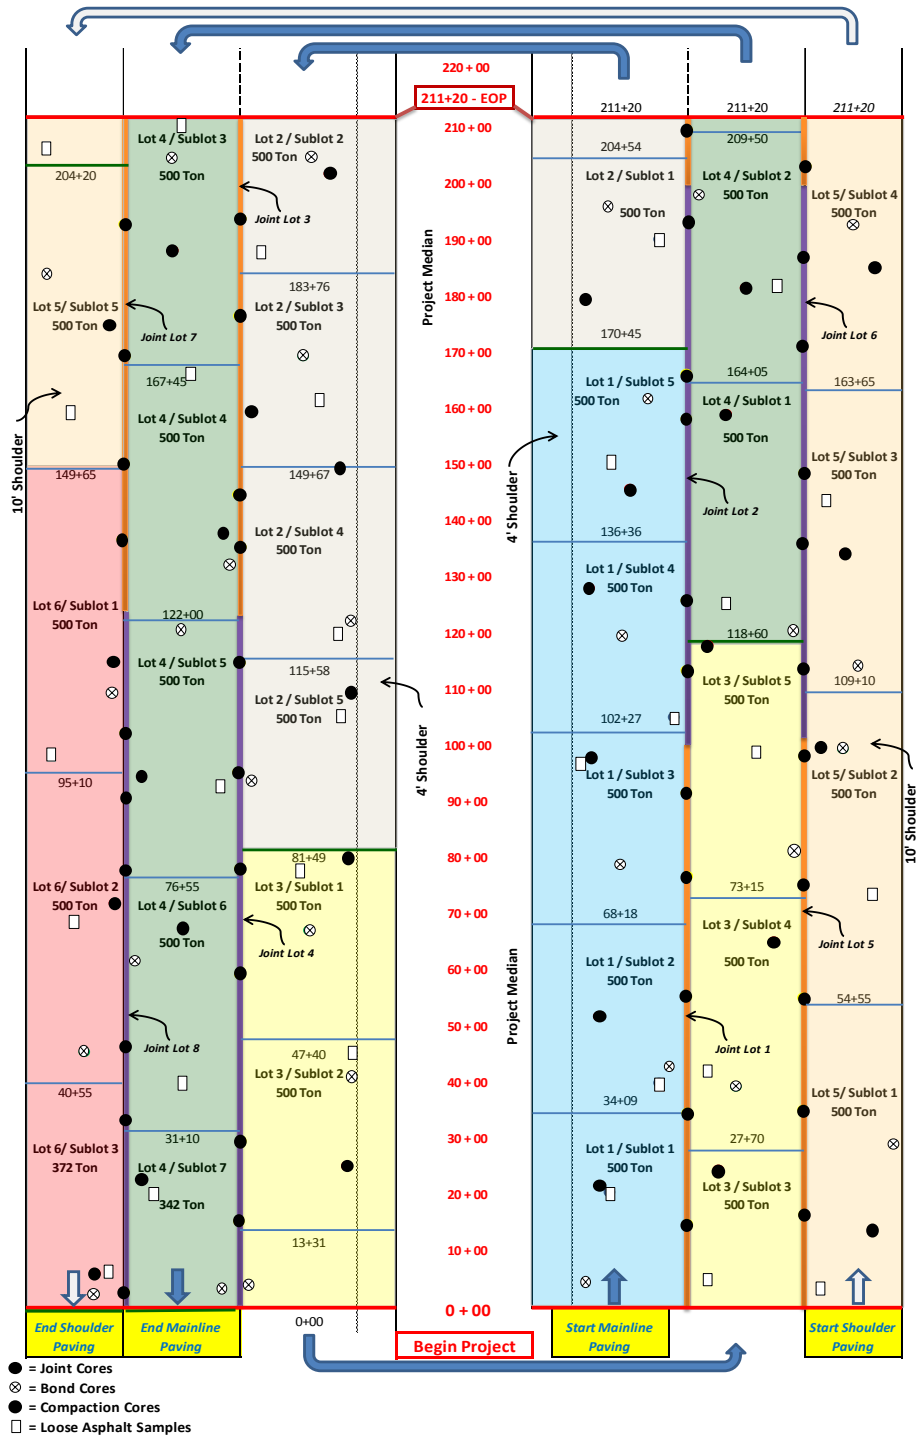 220 + 00
211+20 - EOP
211+20
211+20
211+20
210 + 00
200 + 00
190 + 00
180 + 00
170 + 00
160 + 00
150 + 00
140 + 00
130 + 00
120 + 00
110 + 00
100 + 00
90 + 00
80 + 00
70 + 00
60 + 00
50 + 00
40 + 00
30 + 00
20 + 00
10 + 00
0 + 00
Project Median
Project Median
204+20
Lot 5/ Sublot 5
500 Ton
10' Shoulder
149+65
Lot 6/ Sublot 1
500 Ton
95+10
Lot 6/ Sublot 2
500 Ton
40+55
Lot 6/ Sublot 3
372 Ton
End Shoulder
Paving
Lot 4 / Sublot 3
500 Ton
Joint Lot 7
167+45
Lot 4 / Sublot 4
500 Ton
122+00
Lot 4 / Sublot 5
500 Ton
76+55
Lot 4 / Sublot 6
500 Ton
Joint Lot 8
31+10
Lot 4 / Sublot 7
342 Ton
End Mainline
Paving
Lot 2 / Sublot 2
500 Ton
Joint Lot 3
183+76
Lot 2 / Sublot 3
500 Ton
149+67
Lot 2 / Sublot 4
500 Ton
115+58
Lot 2 / Sublot 5
500 Ton
4' Shoulder
81+49
Lot 3 / Sublot 1
500 Ton
Joint Lot 4
47+40
Lot 3 / Sublot 2
500 Ton
13+31
0+00
Begin Project
204+54
Lot 2 / Sublot 1
500 Ton
170+45
Lot 1 / Sublot 5
500 Ton
4' Shoulder
136+36
Lot 1 / Sublot 4
500 Ton
102+27
Lot 1 / Sublot 3
500 Ton
68+18
Lot 1 / Sublot 2
500 Ton
34+09
Lot 1 / Sublot 1
500 Ton
Start Mainline
Paving
209+50
Lot 4 / Sublot 2
500 Ton
164+05
Lot 4 / Sublot 1
500 Ton
Joint Lot 2
118+60
Lot 3 / Sublot 5
500 Ton
73+15
Lot 3 / Sublot 4
500 Ton
Joint Lot 1
27+70
Lot 3 / Sublot 3
500 Ton
Lot 5/ Sublot 4
500 Ton
Joint Lot 6
163+65
Lot 5/ Sublot 3
500 Ton
109+10
Lot 5/ Sublot 2
500 Ton
10' Shoulder
Joint Lot 5
54+55
Lot 5/ Sublot 1
500 Ton
Start Shoulder
Paving
= Joint Cores
= Bond Cores
= Compaction Cores
= Loose Asphalt Samples